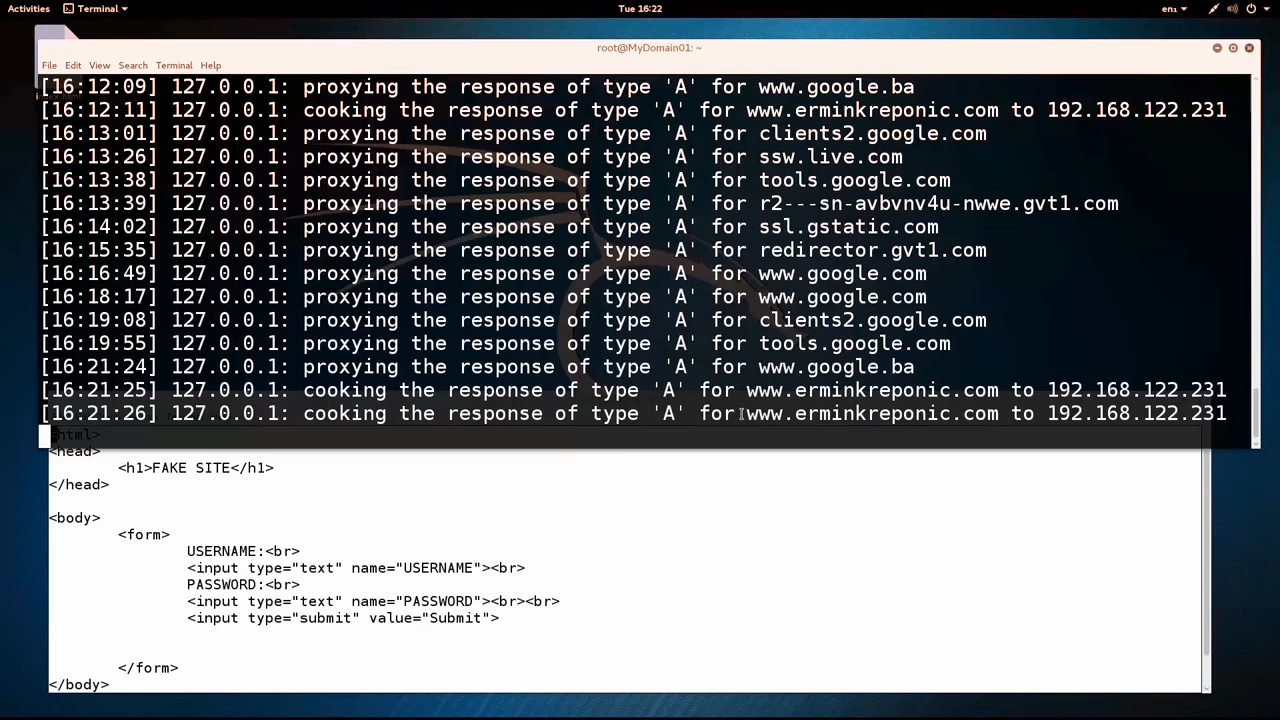 Activities Terminal Tue 16:22 en₁
root@MyDomain01: ~
File Edit View Search Terminal Help
[16:12:09] 127.0.0.1: proxying the response of type 'A' for www.google.ba
[16:12:11] 127.0.0.1: cooking the response of type 'A' for www.erminkreponic.com to 192.168.122.231
[16:13:01] 127.0.0.1: proxying the response of type 'A' for clients2.google.com
[16:13:26] 127.0.0.1: proxying the response of type 'A' for ssw.live.com
[16:13:38] 127.0.0.1: proxying the response of type 'A' for tools.google.com
[16:13:39] 127.0.0.1: proxying the response of type 'A' for r2---sn-avbvnv4u-nwwe.gvt1.com
[16:14:02] 127.0.0.1: proxying the response of type 'A' for ssl.gstatic.com
[16:15:35] 127.0.0.1: proxying the response of type 'A' for redirector.gvt1.com
[16:16:49] 127.0.0.1: proxying the response of type 'A' for www.google.com
[16:18:17] 127.0.0.1: proxying the response of type 'A' for www.google.com
[16:19:08] 127.0.0.1: proxying the response of type 'A' for clients2.google.com
[16:19:55] 127.0.0.1: proxying the response of type 'A' for tools.google.com
[16:21:24] 127.0.0.1: proxying the response of type 'A' for www.google.ba
[16:21:25] 127.0.0.1: cooking the response of type 'A' for www.erminkreponic.com to 192.168.122.231
[16:21:26] 127.0.0.1: cooking the response of type 'A' for www.erminkreponic.com to 192.168.122.231
<html>
<head>
<h1>FAKE SITE</h1>
</head>
<body>
<form>
USERNAME:<br>
<input type="text" name="USERNAME"><br>
PASSWORD:<br>
<input type="text" name="PASSWORD"><br><br>
<input type="submit" value="Submit">
</form>
</body>